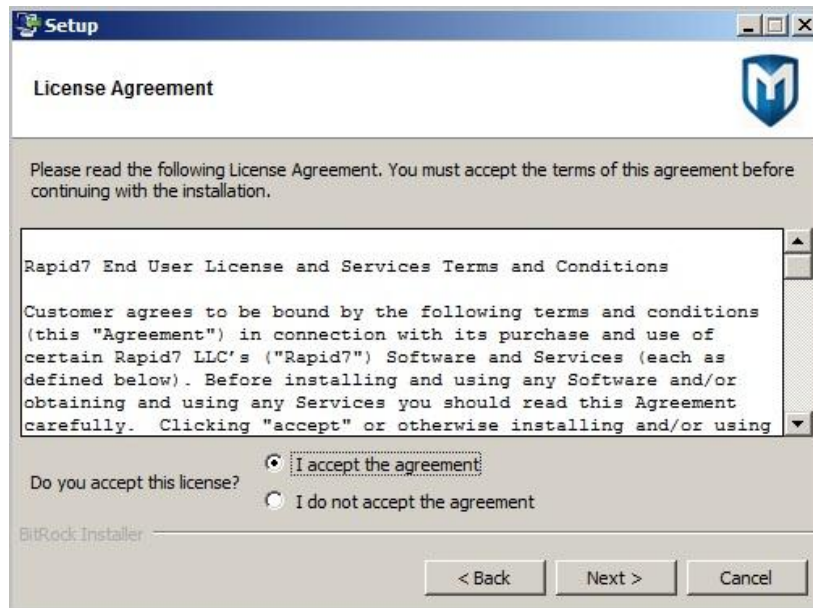 Setup
License Agreement
Please read the following License Agreement. You must accept the terms of this agreement before
continuing with the installation.
Rapid7 End User License and Services Terms and Conditions
Customer agrees to be bound by the following terms and conditions
(this "Agreement") in connection with its purchase and use of
certain Rapid7 LLC's ("Rapid7") Software and Services (each as
defined below). Before installing and using any Software and/or
obtaining and using any Services you should read this Agreement
carefully.  Clicking "accept" or otherwise installing and/or using
Do you accept this license?
I accept the agreement
I do not accept the agreement
BitRock Installer
< Back
Next >
Cancel